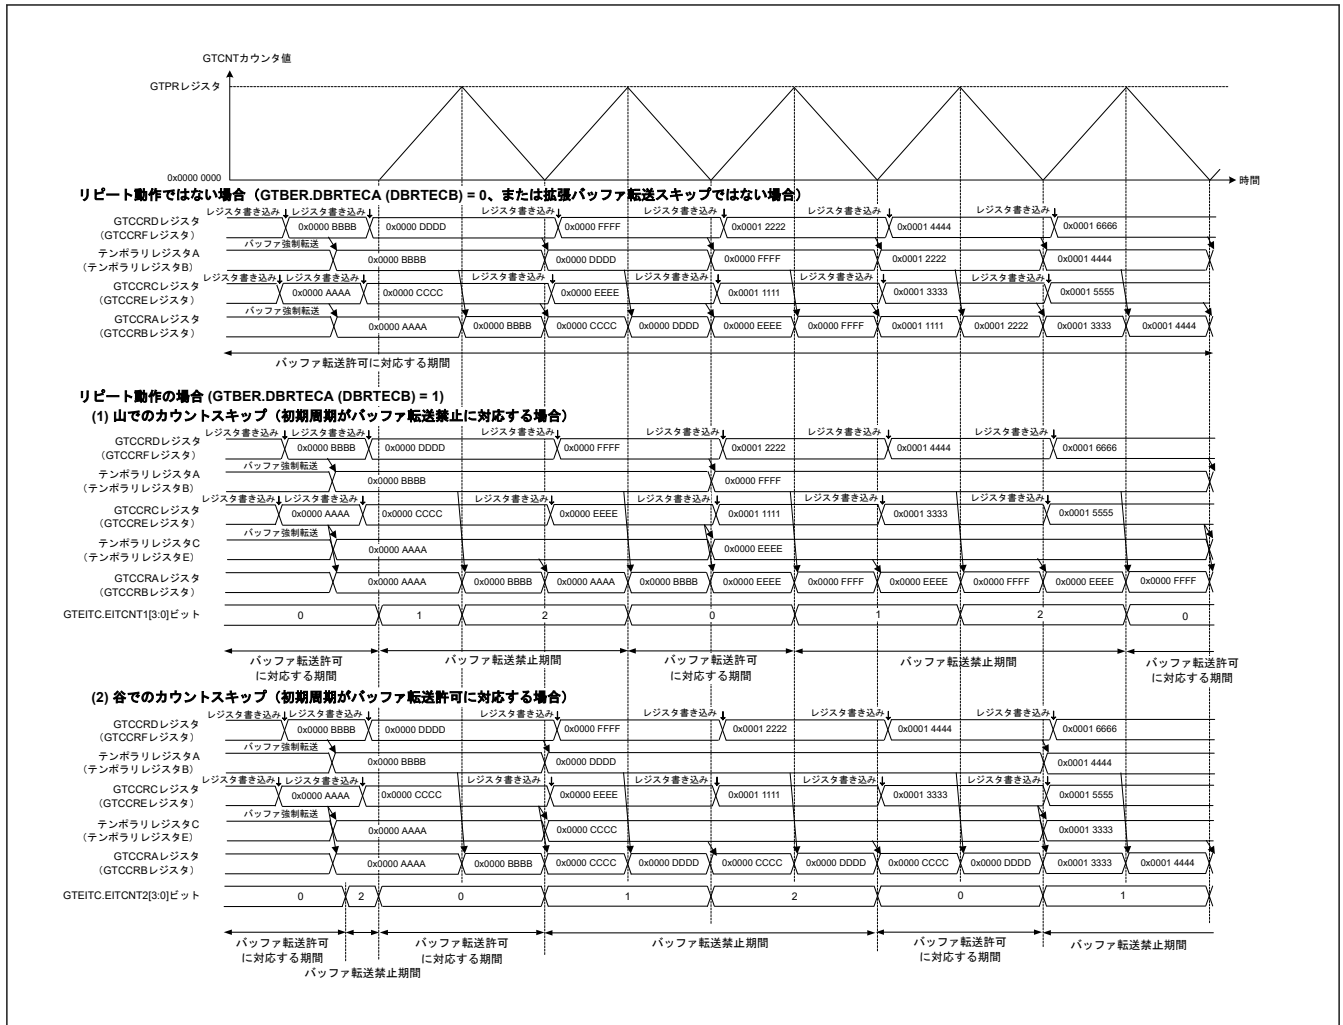 GTCNTカウンタ値
GTPRレジスタ
0x0000 0000
時間
リピート動作ではない場合（GTBER.DBRTECA (DBRTECB) = 0、または拡張バッファ転送スキップではない場合）
レジスタ書き込み レジスタ書き込み レジスタ書き込み レジスタ書き込み レジスタ書き込み レジスタ書き込み
GTCCRDレジスタ
（GTCCRFレジスタ）
0x0000 BBBB 0x0000 DDDD 0x0000 FFFF 0x0001 2222 0x0001 4444 0x0001 6666
バッファ強制転送
テンポラリレジスタA
（テンポラリレジスタB）
0x0000 BBBB 0x0000 DDDD 0x0000 FFFF 0x0001 2222 0x0001 4444
レジスタ書き込み レジスタ書き込み レジスタ書き込み レジスタ書き込み レジスタ書き込み レジスタ書き込み
GTCCRCレジスタ
（GTCCREレジスタ）
0x0000 AAAA 0x0000 CCCC 0x0000 EEEE 0x0001 1111 0x0001 3333 0x0001 5555
バッファ強制転送
GTCCRAレジスタ
（GTCCRBレジスタ）
0x0000 AAAA 0x0000 BBBB 0x0000 CCCC 0x0000 DDDD 0x0000 EEEE 0x0000 FFFF 0x0001 1111 0x0001 2222 0x0001 3333 0x0001 4444
バッファ転送許可に対応する期間
リピート動作の場合 (GTBER.DBRTECA (DBRTECB) = 1)
(1) 山でのカウントスキップ（初期周期がバッファ転送禁止に対応する場合）
レジスタ書き込み レジスタ書き込み レジスタ書き込み レジスタ書き込み レジスタ書き込み レジスタ書き込み
GTCCRDレジスタ
（GTCCRFレジスタ）
0x0000 BBBB 0x0000 DDDD 0x0000 FFFF 0x0001 2222 0x0001 4444 0x0001 6666
バッファ強制転送
テンポラリレジスタA
（テンポラリレジスタB）
0x0000 BBBB 0x0000 FFFF
レジスタ書き込み レジスタ書き込み レジスタ書き込み レジスタ書き込み レジスタ書き込み レジスタ書き込み
GTCCRCレジスタ
（GTCCREレジスタ）
0x0000 AAAA 0x0000 CCCC 0x0000 EEEE 0x0001 1111 0x0001 3333 0x0001 5555
バッファ強制転送
テンポラリレジスタC
（テンポラリレジスタE）
0x0000 AAAA 0x0000 EEEE
GTCCRAレジスタ
（GTCCRBレジスタ）
0x0000 AAAA 0x0000 BBBB 0x0000 AAAA 0x0000 BBBB 0x0000 EEEE 0x0000 FFFF 0x0000 EEEE 0x0000 FFFF 0x0000 EEEE 0x0000 FFFF
GTEITC.EITCNT1[3:0]ビット
0 1 2 0 1 2 0
バッファ転送許可
に対応する期間
バッファ転送禁止期間
バッファ転送許可
に対応する期間
バッファ転送禁止期間
バッファ転送許可
に対応する期間
(2) 谷でのカウントスキップ（初期周期がバッファ転送許可に対応する場合）
レジスタ書き込み レジスタ書き込み レジスタ書き込み レジスタ書き込み レジスタ書き込み レジスタ書き込み
GTCCRDレジスタ
（GTCCRFレジスタ）
0x0000 BBBB 0x0000 DDDD 0x0000 FFFF 0x0001 2222 0x0001 4444 0x0001 6666
バッファ強制転送
テンポラリレジスタA
（テンポラリレジスタB）
0x0000 BBBB 0x0000 DDDD 0x0001 4444
レジスタ書き込み レジスタ書き込み レジスタ書き込み レジスタ書き込み レジスタ書き込み レジスタ書き込み
GTCCRCレジスタ
（GTCCREレジスタ）
0x0000 AAAA 0x0000 CCCC 0x0000 EEEE 0x0001 1111 0x0001 3333 0x0001 5555
バッファ強制転送
テンポラリレジスタC
（テンポラリレジスタE）
0x0000 AAAA 0x0000 CCCC 0x0001 3333
GTCCRAレジスタ
（GTCCRBレジスタ）
0x0000 AAAA 0x0000 BBBB 0x0000 CCCC 0x0000 DDDD 0x0000 CCCC 0x0000 DDDD 0x0000 CCCC 0x0000 DDDD 0x0001 3333 0x0001 4444
GTEITC.EITCNT2[3:0]ビット
0 2 0 1 2 0 1
バッファ転送許可
に対応する期間
バッファ転送禁止期間
バッファ転送許可
に対応する期間
バッファ転送禁止期間
バッファ転送許可
に対応する期間
バッファ転送禁止期間